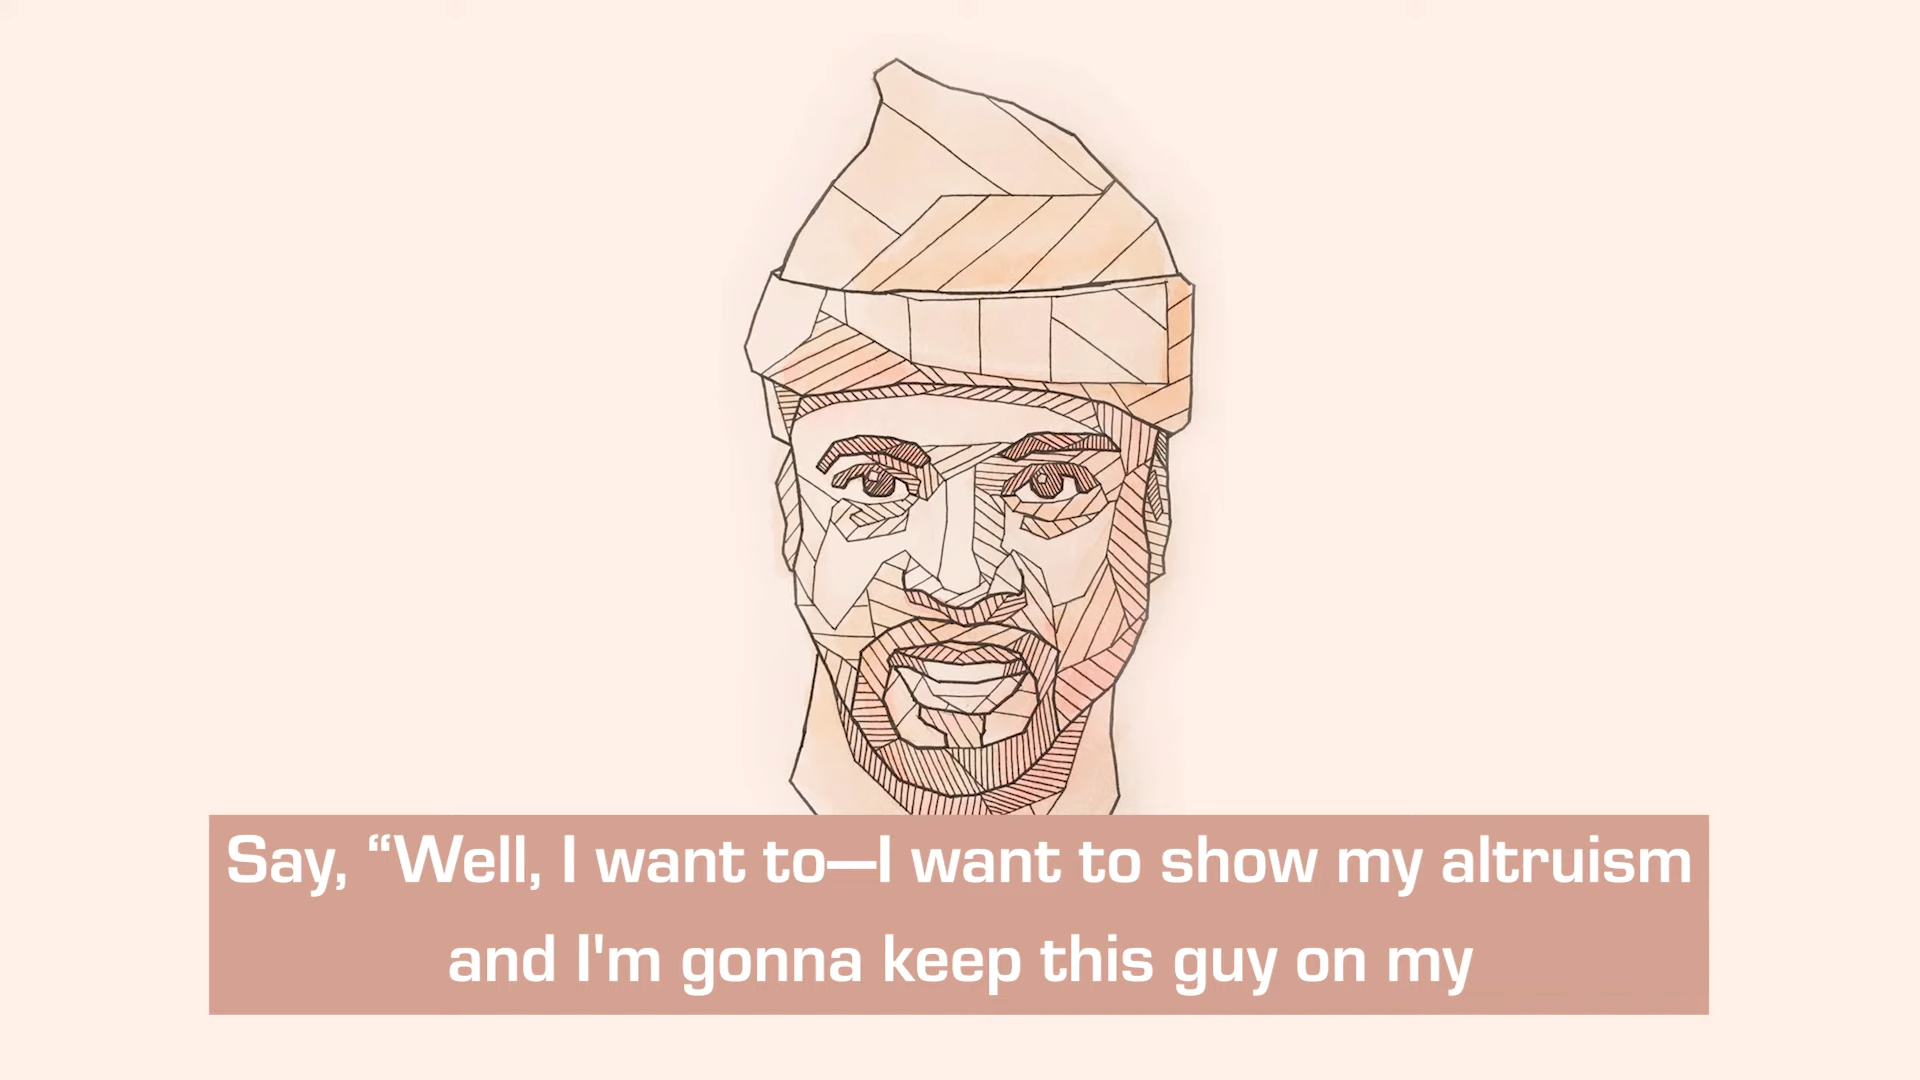 Say, “Well, I want to—I want to show my altruism
and I'm gonna keep this guy on my